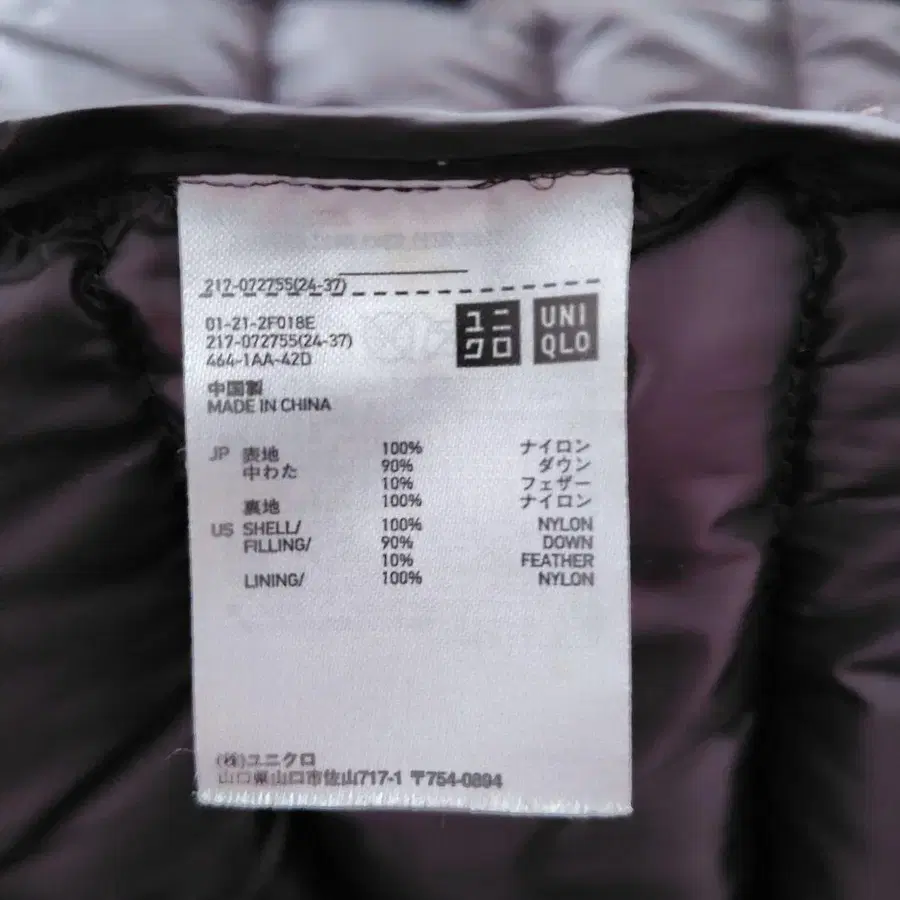 217-072755(24-37)
01-21-2F018E
217-072755(24-37)
464-1AA-42D
ユニクロ
UNI
QLO
中国製
MADE IN CHINA
JP 表地 100% ナイロン
中わた 90% ダウン
10% フェザー
裏地 100% ナイロン
US SHELL/ 100% NYLON
FILLING/ 90% DOWN
10% FEATHER
LINING/ 100% NYLON
(株)ユニクロ
山口県山口市佐山717-1 〒754-0894